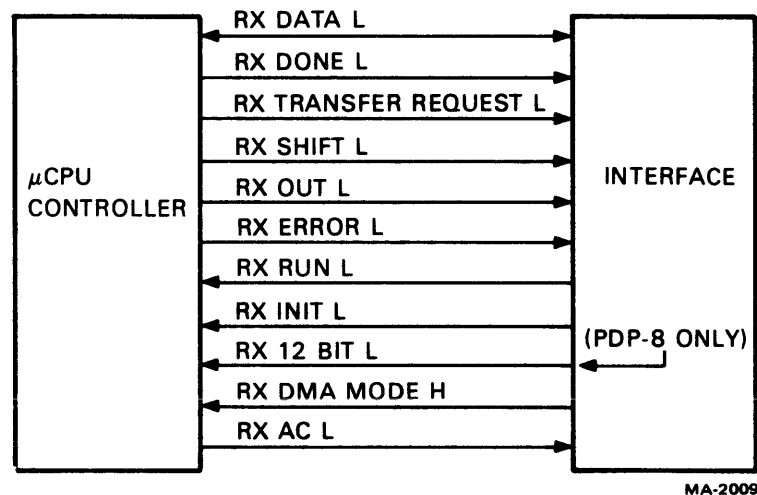 RX DATA L
RX DONE L
RX TRANSFER REQUEST L
RX SHIFT L
μCPU
CONTROLLER
INTERFACE
RX OUT L
RX ERROR L
RX RUN L
RX INIT L
(PDP-8 ONLY)
RX 12 BIT L
RX DMA MODE H
RX AC L
MA-2009